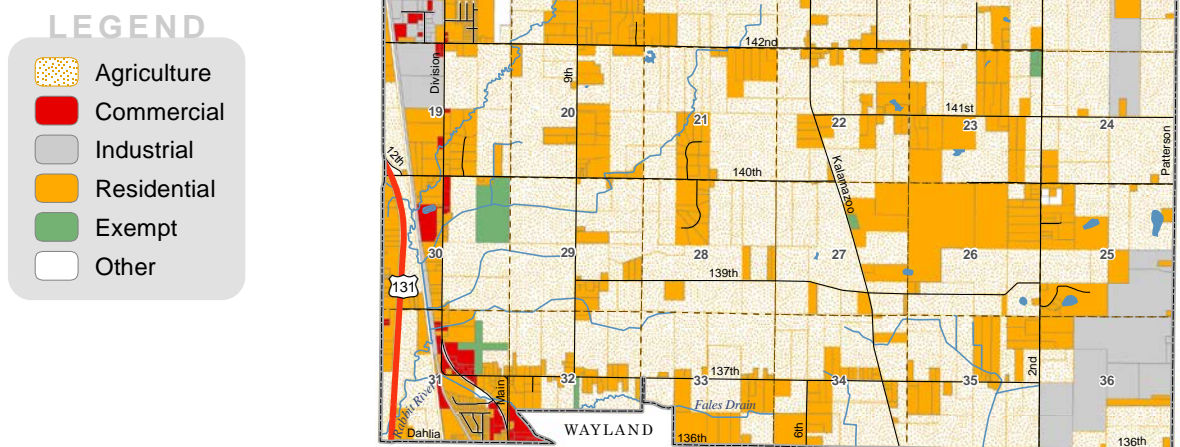 LEGEND
Agriculture
Commercial
Industrial
Residential
Exempt
Other
142nd
Division
9th
19
20
21
22
141st
23
24
Patterson
12th
140th
Kalamazoo
30
29
28
27
26
25
131
139th
2nd
137th
31
32
33
34
35
36
Main
Rabbit River
Fales Drain
Dahlia
WAYLAND
136th
6th
136th